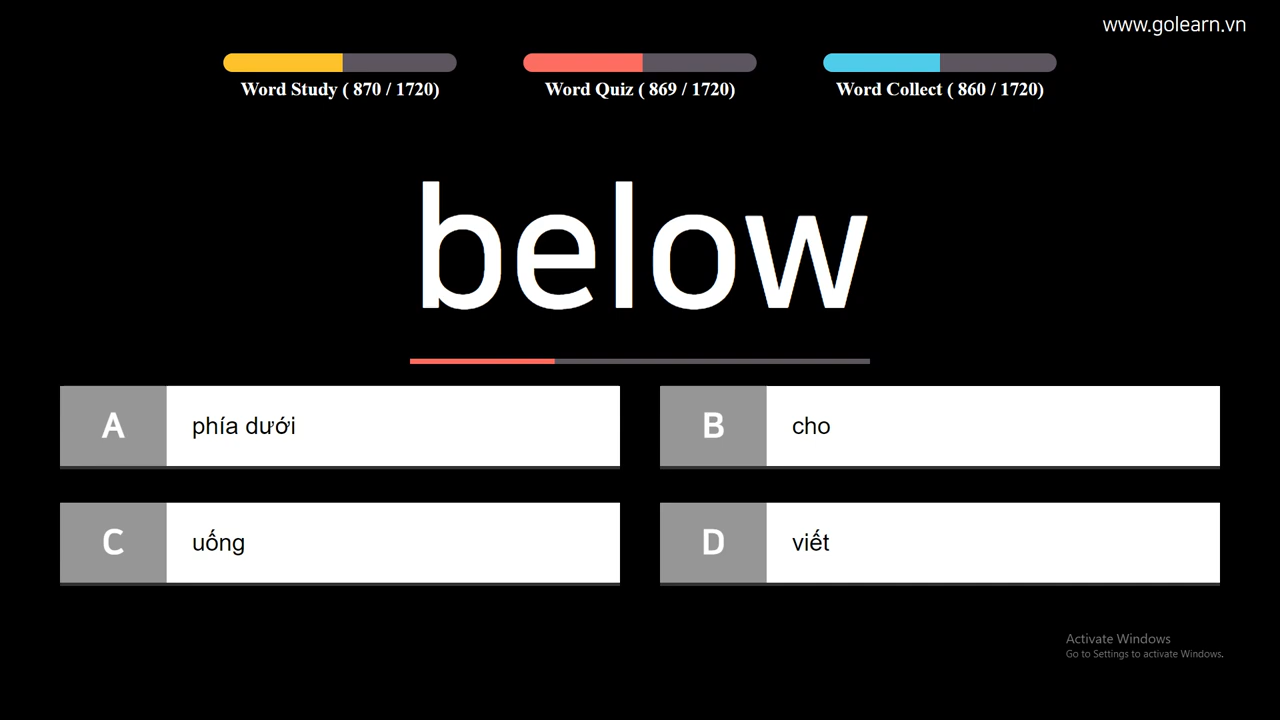 www.golearn.vn
Word Study ( 870 / 1720)
Word Quiz ( 869 / 1720)
Word Collect ( 860 / 1720)
below
A phía dưới
B cho
C uống
D viết
Activate Windows
Go to Settings to activate Windows.